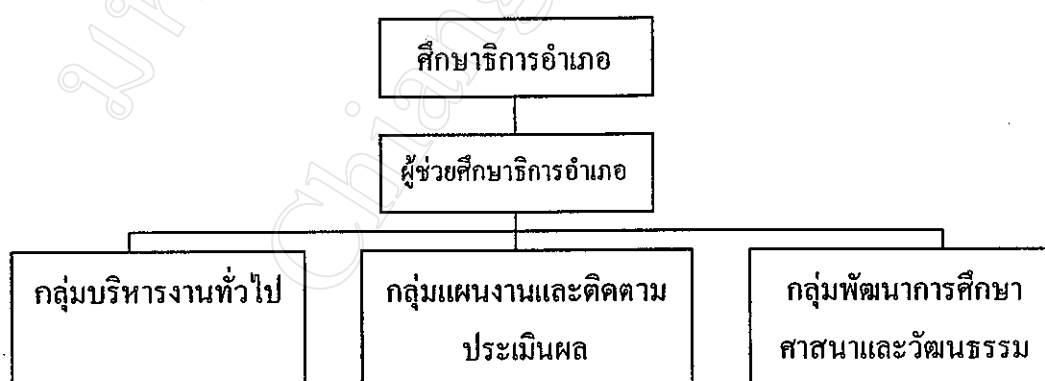 ศึกษาธิการอำเภอ
ผู้ช่วยศึกษาธิการอำเภอ
กลุ่มบริหารงานทั่วไป
กลุ่มแผนงานและติดตาม
ประเมินผล
กลุ่มพัฒนาการศึกษา
ศาสนาและวัฒนธรรม